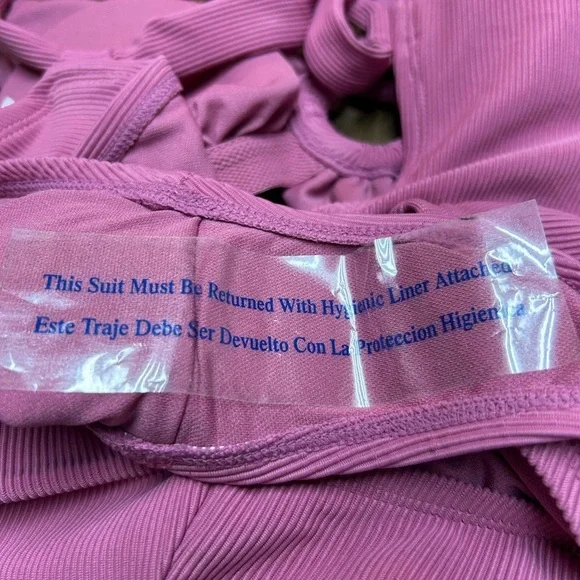 This Suit Must Be Returned With Hygienic Liner Attached
Este Traje Debe Ser Devuelto Con La Proteccion Higienica